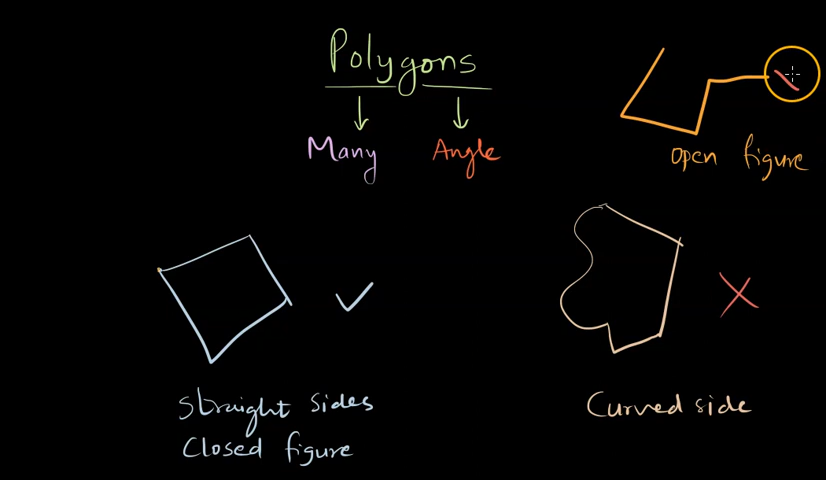 Polygons
Many Angle
open figure
Straight sides
Closed figure
Curved side